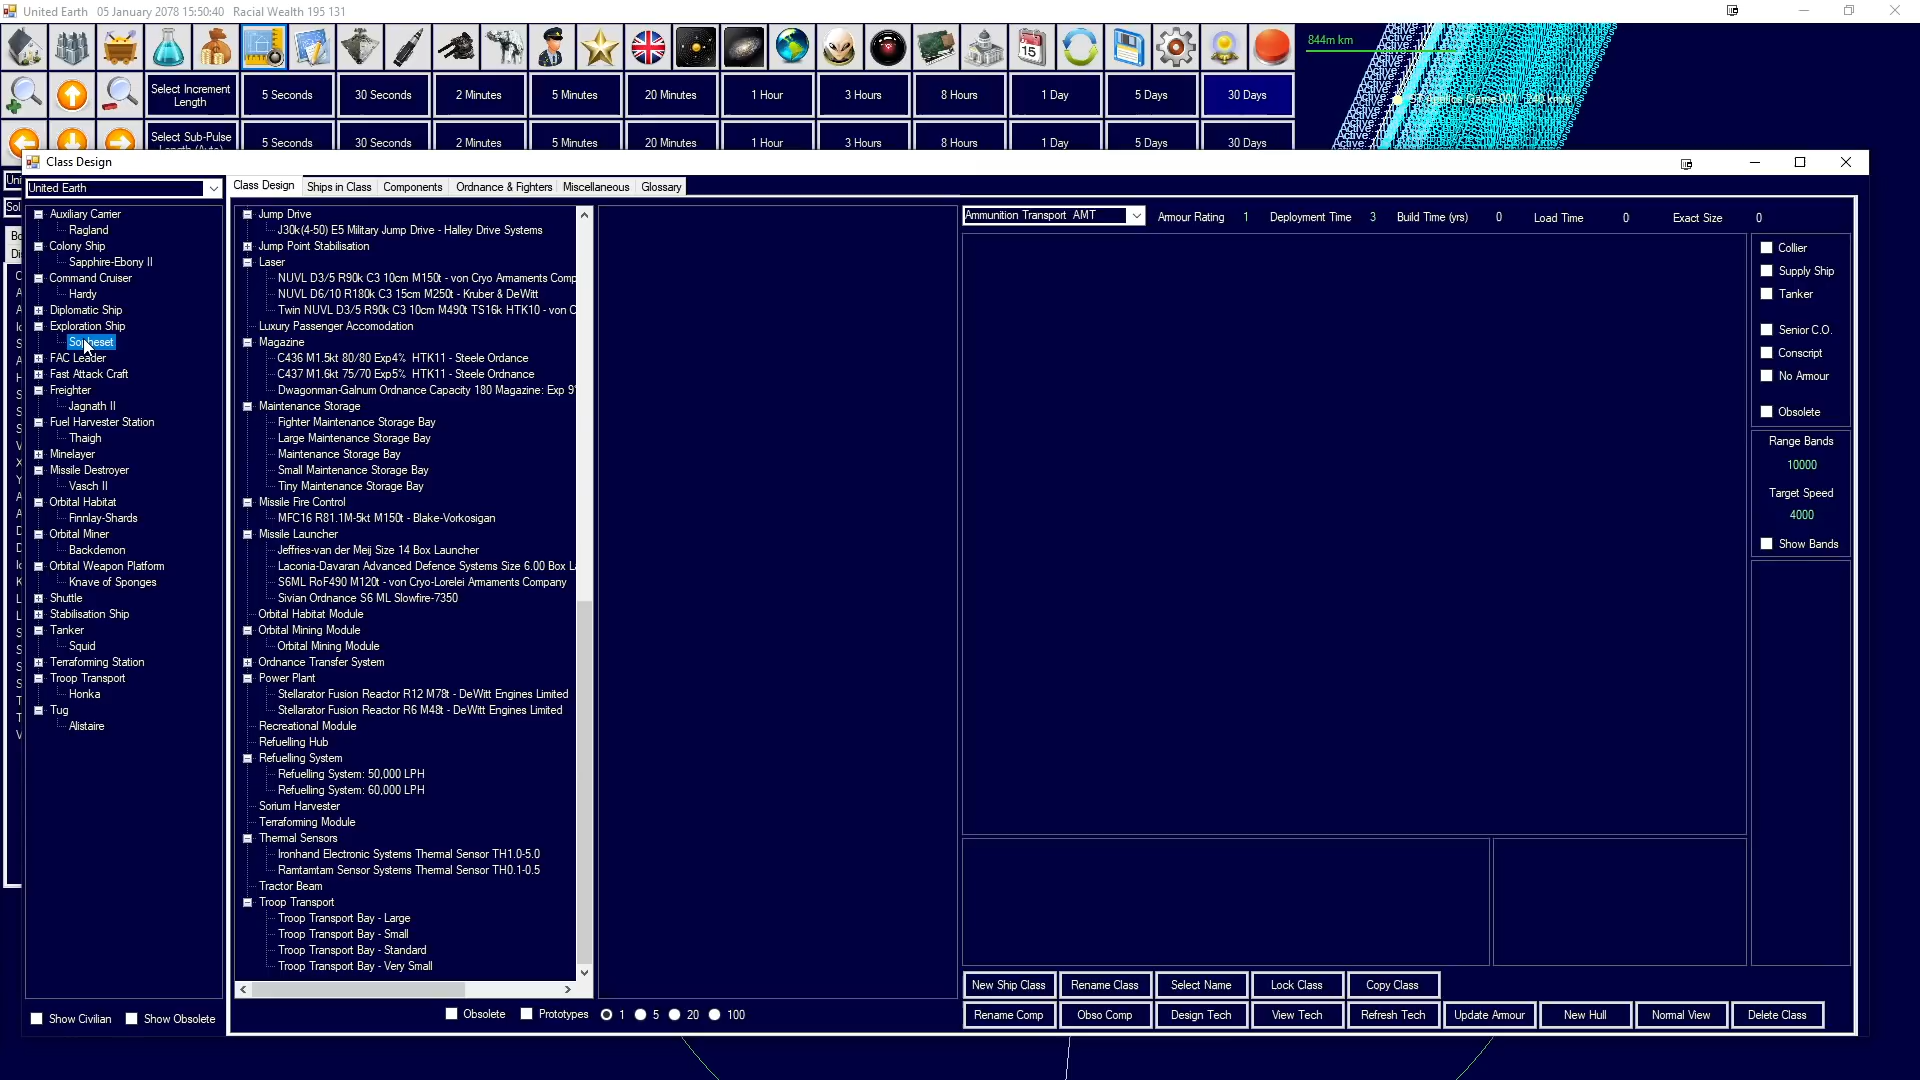 United Earth 05 January 2078 15:50:40 Racial Wealth 195 131
844m km
Select Increment Length
5 Seconds
30 Seconds
2 Minutes
5 Minutes
20 Minutes
1 Hour
3 Hours
8 Hours
1 Day
5 Days
30 Days
Select Sub-Pulse
5 Seconds
30 Seconds
2 Minutes
5 Minutes
20 Minutes
1 Hour
3 Hours
8 Hours
1 Day
5 Days
30 Days
Class Design
United Earth
Class Design
Ships in Class
Components
Ordnance & Fighters
Miscellaneous
Glossary
Auxiliary Carrier
Ragland
Colony Ship
Sapphire-Ebony II
Command Cruiser
Hardy
Diplomatic Ship
Exploration Ship
FAC Leader
Fast Attack Craft
Freighter
Jagnath II
Fuel Harvester Station
Thaigh
Minelayer
Missile Destroyer
Vasch II
Orbital Habitat
Finnlay-Shards
Orbital Miner
Backdemon
Orbital Weapon Platform
Knave of Sponges
Shuttle
Stabilisation Ship
Tanker
Squid
Terraforming Station
Troop Transport
Honka
Tug
Alistaire
Show Civilian
Show Obsolete
Jump Drive
J30k(4-50) E5 Military Jump Drive - Halley Drive Systems
Jump Point Stabilisation
Laser
NUVL D3/5 R90k C3 10cm M150t - von Cryo Armaments Comp
NUVL D6/10 R180k C3 15cm M250t - Kruber & DeWitt
Twin NUVL D3/5 R90k C3 10cm M490t TS16k HTK10 - von C
Luxury Passenger Accomodation
Magazine
C436 M1.5kt 80/80 Exp4% HTK11 - Steele Ordance
C437 M1.6kt 75/70 Exp5% HTK11 - Steele Ordnance
Dwagonman-Galnum Ordnance Capacity 180 Magazine: Exp 9
Maintenance Storage
Fighter Maintenance Storage Bay
Large Maintenance Storage Bay
Maintenance Storage Bay
Small Maintenance Storage Bay
Tiny Maintenance Storage Bay
Missile Fire Control
MFC16 R81.1M-5kt M150t - Blake-Vorkosigan
Missile Launcher
Jeffries-van der Meij Size 14 Box Launcher
Laconia-Davaran Advanced Defence Systems Size 6.00 Box L
S6ML RoF490 M120t - von Cryo-Lorelei Armaments Company
Sivian Ordnance S6 ML Slowfire-7350
Orbital Habitat Module
Orbital Mining Module
Orbital Mining Module
Ordnance Transfer System
Power Plant
Stellarator Fusion Reactor R12 M78t - DeWitt Engines Limited
Stellarator Fusion Reactor R6 M48t - DeWitt Engines Limited
Recreational Module
Refuelling Hub
Refuelling System
Refuelling System: 50,000 LPH
Refuelling System: 60,000 LPH
Sorium Harvester
Terraforming Module
Thermal Sensors
Ironhand Electronic Systems Thermal Sensor TH1.0-5.0
Ramtamtam Sensor Systems Thermal Sensor TH0.1-0.5
Tractor Beam
Troop Transport
Troop Transport Bay - Large
Troop Transport Bay - Small
Troop Transport Bay - Standard
Troop Transport Bay - Very Small
Obsolete
Prototypes
1
5
20
100
Ammunition Transport AMT
Armour Rating 1
Deployment Time 3
Build Time (yrs) 0
Load Time 0
Exact Size 0
Collier
Supply Ship
Tanker
Senior C.O.
Conscript
No Armour
Obsolete
Range Bands
10000
Target Speed
4000
Show Bands
New Ship Class
Rename Class
Select Name
Lock Class
Copy Class
Rename Comp
Obso Comp
Design Tech
View Tech
Refresh Tech
Update Armour
New Hull
Normal View
Delete Class